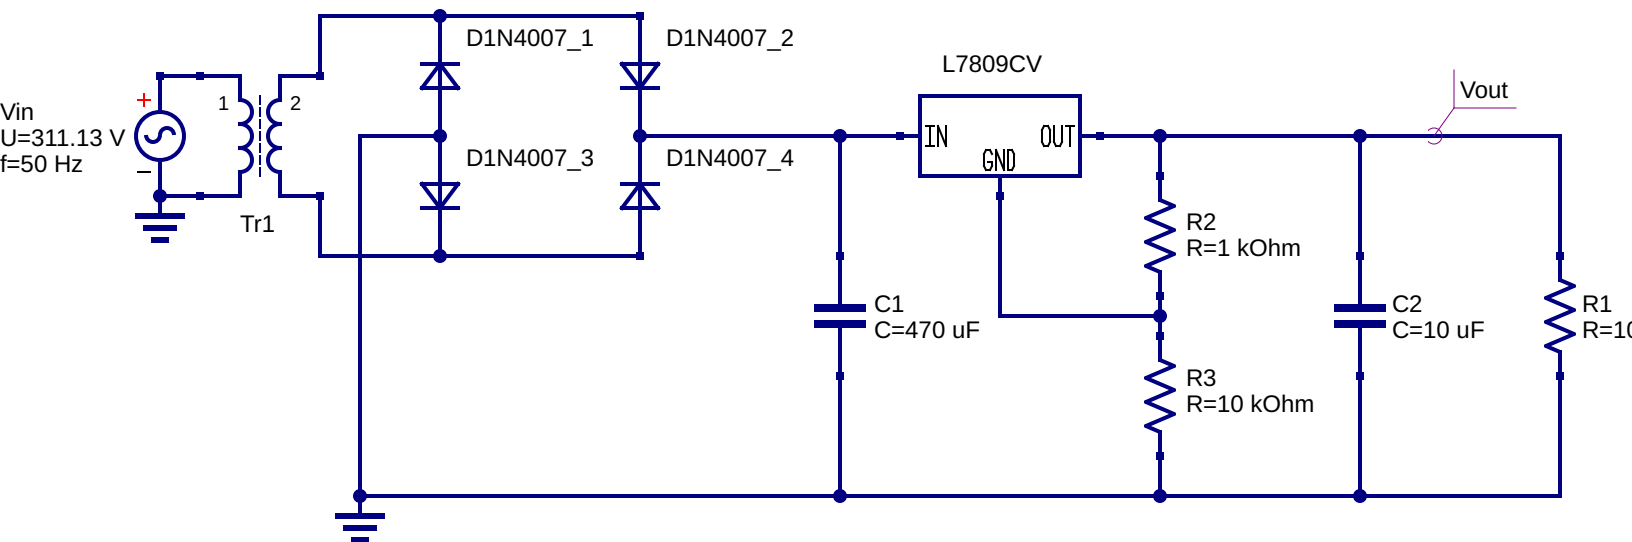 D1N4007_1
D1N4007_2
L7809CV
Vin
U=311.13 V
f=50 Hz
+
−
1
2
Tr1
D1N4007_3
D1N4007_4
IN
OUT
GND
Vout
R2
R=1 kOhm
C1
C=470 uF
R3
R=10 kOhm
C2
C=10 uF
R1
R=10